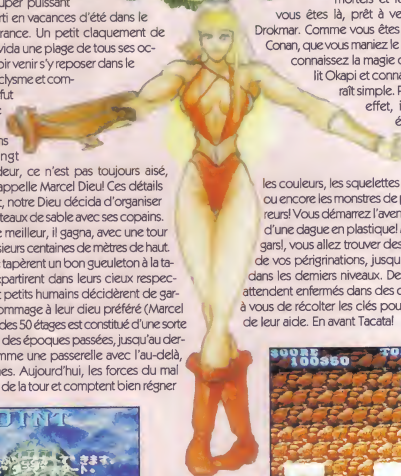 uper puissant
rti en vacances d'été dans le
rance. Un petit claquement de
vida une plage de tous ses oc-
oir venir s'y reposer dans le
clysme et com-
fut
ns
ngt
deur, ce n'est pas toujours aisé,
appelle Marcel Dieu! Ces détails
t, notre Dieu décida d'organiser
teaux de sable avec ses copains.
e meilleur, il gagna, avec une tour
sieurs centaines de mètres de haut.
tapèrent un bon gueuleton à la ta-
epartirent dans leurs cieux respec-
t petits humains décidèrent de gar-
ommage à leur dieu préféré (Marcel
des 50 étages est constitué d'une sorte
des époques passées, jusqu'au der-
mme une passerelle avec l'au-delà,
es. Aujourd'hui, les forces du mal
de la tour et comptent bien régner
vous êtes là, prêt à ve
Drokmar. Comme vous êtes
Conan, que vous maniez le
connaissez la magie c
lit Okapi et conna
raît simple. P
effet, i
é
les couleurs, les squelettes
ou encore les monstres de p
reurs! Vous démarrez l'aven
d'une dague en plastique!
gars!, vous allez trouver des
de vos pérégrinations, jusqu
dans les derniers niveaux. De
attendent enfermés dans des c
à vous de récolter les clés pou
de leur aide. En avant Tacata!
OINT
SCORE
TO
100350